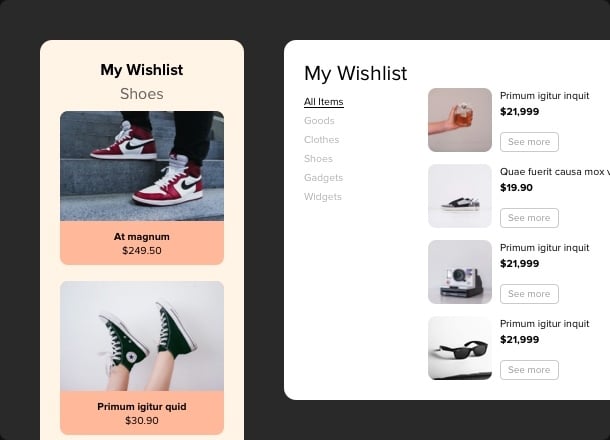 My Wishlist
Shoes
At magnum
$249.50
Primum igitur quid
$30.90
My Wishlist
All Items
Goods
Clothes
Shoes
Gadgets
Widgets
Primum igitur inquit
$21,999
See more
Quae fuerit causa mox v
$19.90
See more
Primum igitur inquit
$21,999
See more
Primum igitur inquit
$21,999
See more